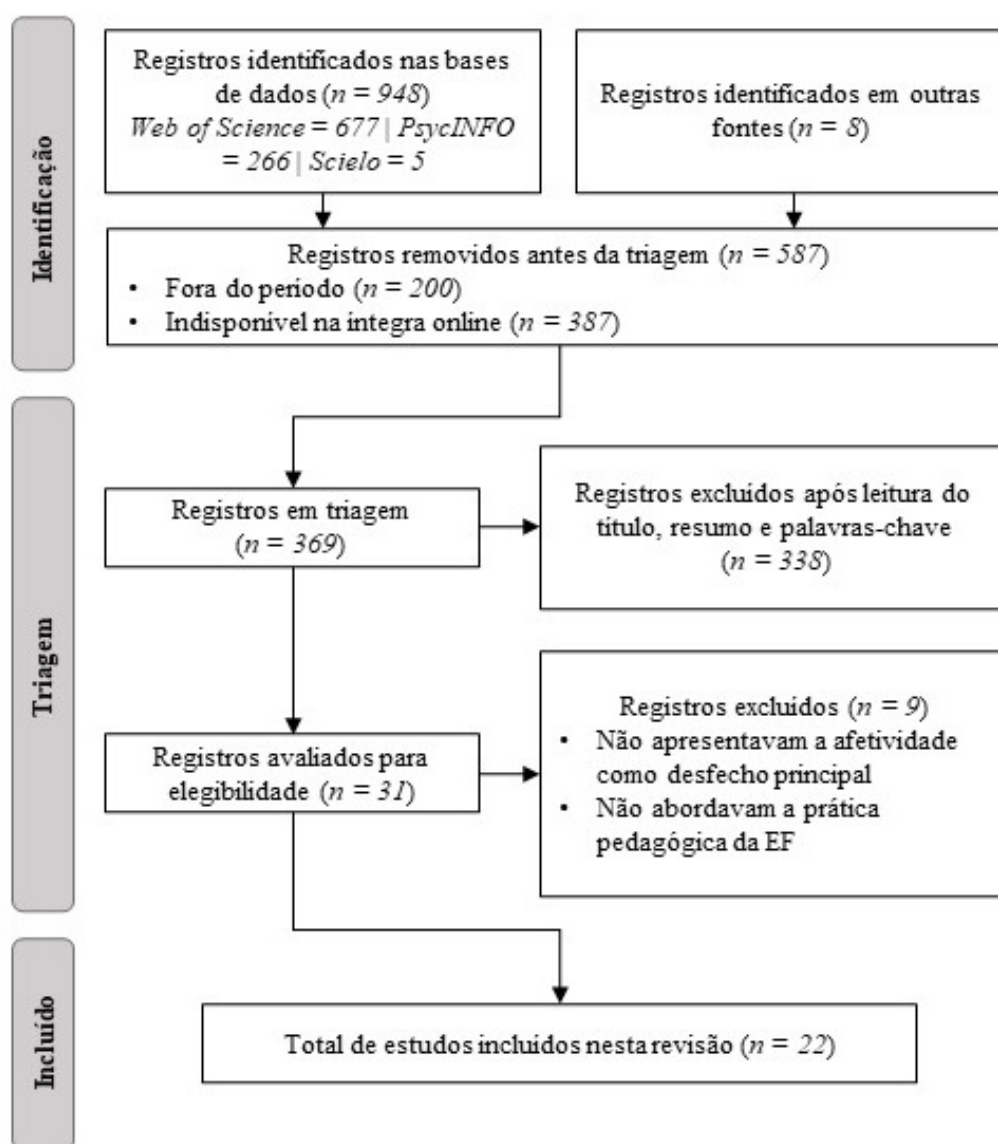 Identificação
Registros identificados nas bases
de dados (n = 948)
Web of Science = 677 | PsycINFO
= 266 | Scielo = 5
Registros identificados em outras
fontes (n = 8)
Registros removidos antes da triagem (n = 587)
• Fora do periodo (n = 200)
• Indisponível na integra online (n = 387)
Triagem
Registros em triagem
(n = 369)
Registros excluídos após leitura do
titulo, resumo e palavras-chave
(n = 338)
Registros avaliados para
elegibilidade (n = 31)
Registros excluídos (n = 9)
• Não apresentavam a afetividade
como desfecho principal
• Não abordavam a prática
pedagógica da EF
Incluído
Total de estudos incluidos nesta revisão (n = 22)